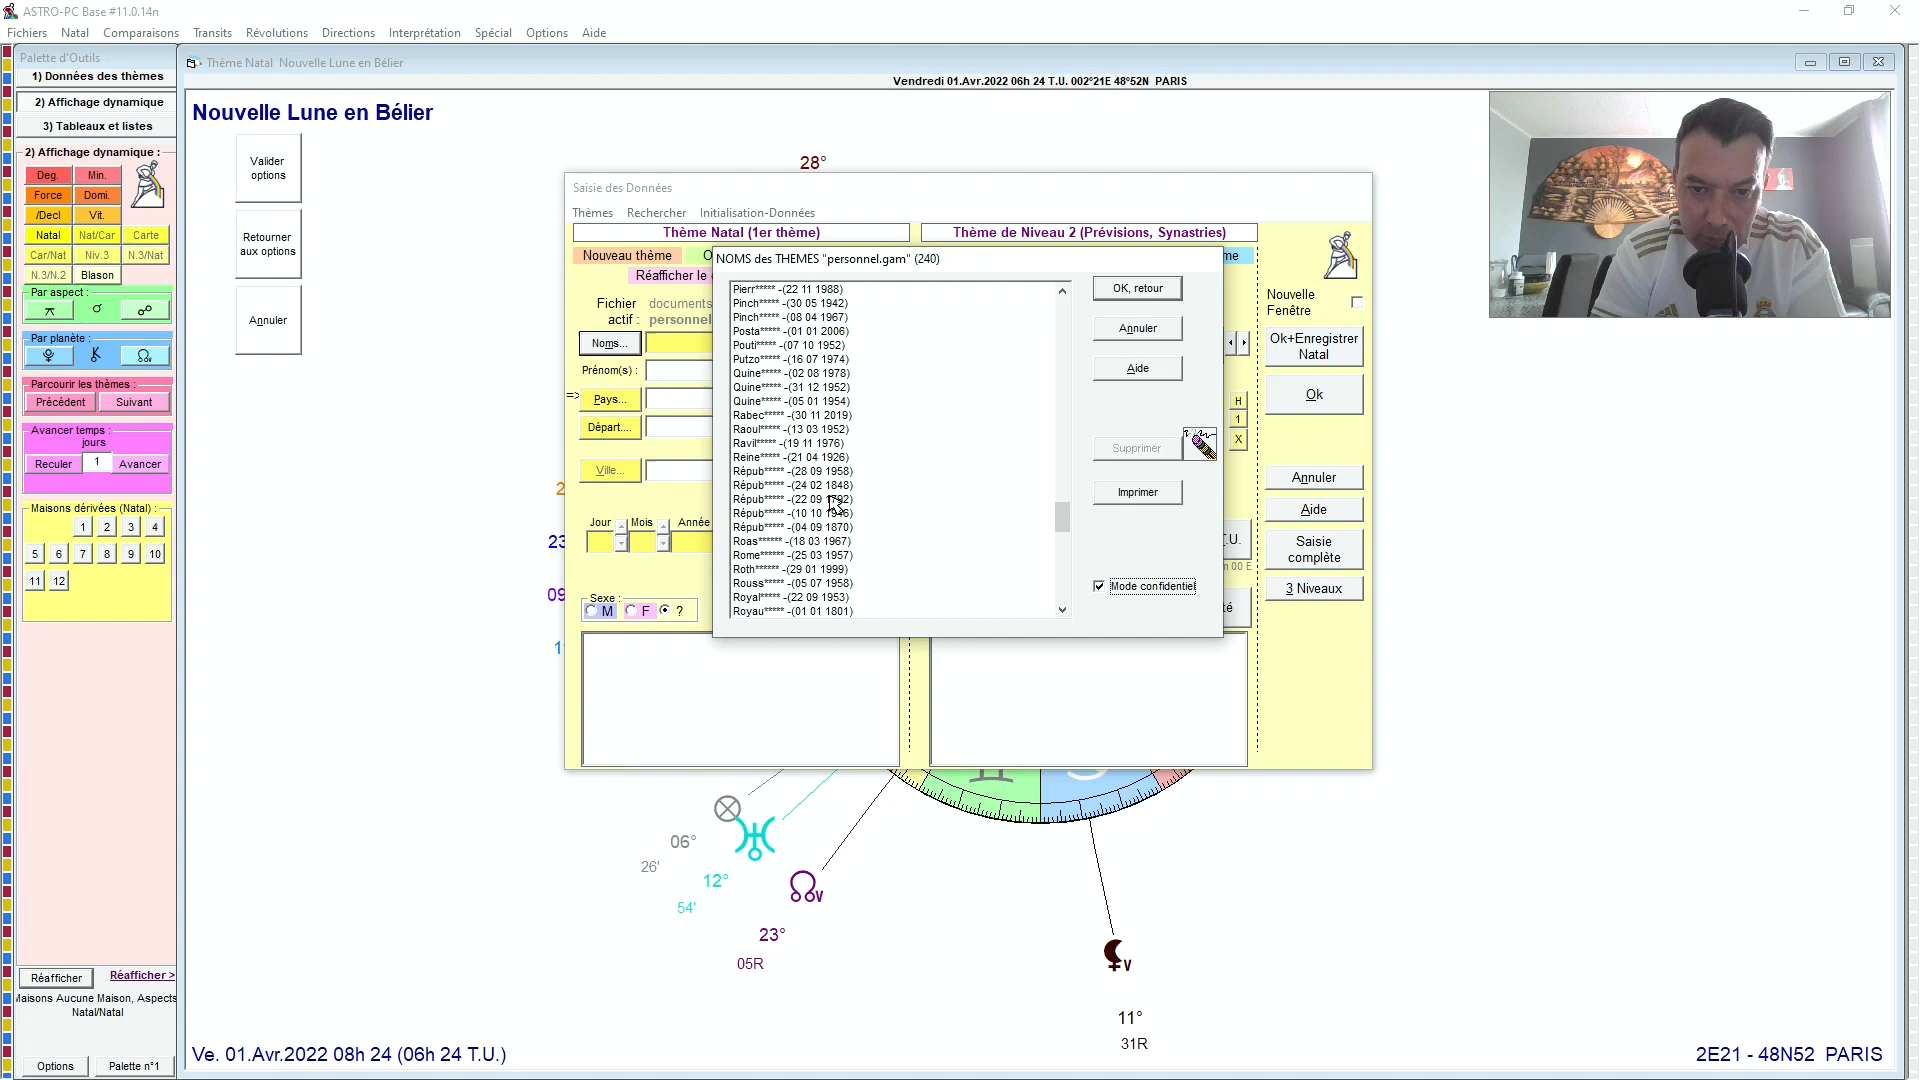 ASTRO-PC Base #11.0.14n
Fichiers Natal Comparaisons Transits Révolutions Directions Interprétation Spécial Options Aide
Palette d'Outils
1) Données des thèmes
2) Affichage dynamique
3) Tableaux et listes
2) Affichage dynamique :
Deg. Min.
Force Domi.
/Decl Vit.
Natal Nat/Car Carte
Car/Nat Niv.3 N.3/Nat
N.3/N.2 Blason
Par aspect :
Par planète :
Parcourir les thèmes :
Précédent Suivant
Avancer temps :
jours
Reculer 1 Avancer
Maisons dérivées (Natal) :
1 2 3 4
5 6 7 8 9 10
11 12
Réafficher Réafficher >
Maisons Aucune Maison, Aspects
Natal/Natal
Options Palette n°1
Thème Natal Nouvelle Lune en Bélier
Vendredi 01.Avr.2022 06h 24 T.U. 002°21E 48°52N PARIS
Nouvelle Lune en Bélier
Valider
options
Retourner
aux options
Annuler
28°
Saisie des Données
Thèmes Rechercher Initialisation-Données
Thème Natal (1er thème) Thème de Niveau 2 (Prévisions, Synastries)
Nouveau thème O me
Réafficher le
Fichier documents
actif : personnel
Noms...
Prénom(s) :
=> Pays...
Départ....
Ville...
Jour Mois Année
Sexe :
M F ?
NOMS des THEMES "personnel.gam" (240)
Pierr***** -(22 11 1988)
Pinch***** -(30 05 1942)
Pinch***** -(08 04 1967)
Posta***** -(01 01 2006)
Pouti***** -(07 10 1952)
Putzo***** -(16 07 1974)
Quine***** -(02 08 1978)
Quine***** -(31 12 1952)
Quine***** -(05 01 1954)
Rabec***** -(30 11 2019)
Raoul***** -(13 03 1952)
Ravil***** -(19 11 1976)
Reine***** -(21 04 1926)
Répub***** -(28 09 1958)
Répub***** -(24 02 1848)
Répub***** -(22 09 1792)
Répub***** -(10 10 1946)
Répub***** -(04 09 1870)
Roas****** -(18 03 1967)
Rome****** -(25 03 1957)
Roth****** -(29 01 1999)
Rouss***** -(05 07 1958)
Royal***** -(22 09 1953)
Royau***** -(01 01 1801)
OK, retour
Annuler
Aide
Supprimer
Imprimer
Mode confidentiel
H
1
X
.U.
n 00 E
té
Nouvelle
Fenêtre
Ok+Enregistrer
Natal
Ok
Annuler
Aide
Saisie
complète
3 Niveaux
2
23
09
1
06°
26'
12°
54'
23°
05R
11°
31R
Ve. 01.Avr.2022 08h 24 (06h 24 T.U.)
2E21 - 48N52 PARIS